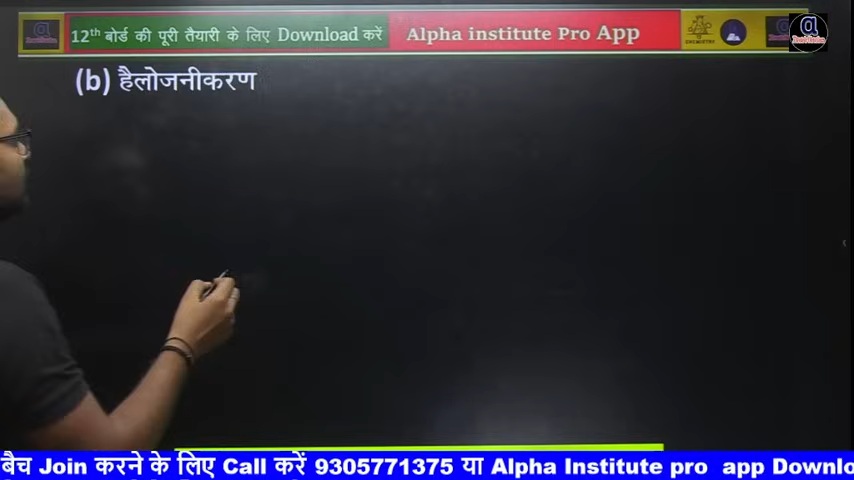 12th बोर्ड की पूरी तैयारी के लिए Download करें
Alpha institute Pro App
CHEMISTRY
(b) हैलोजनीकरण
बैच Join करने के लिए Call करें 9305771375 या Alpha Institute pro app Downlo